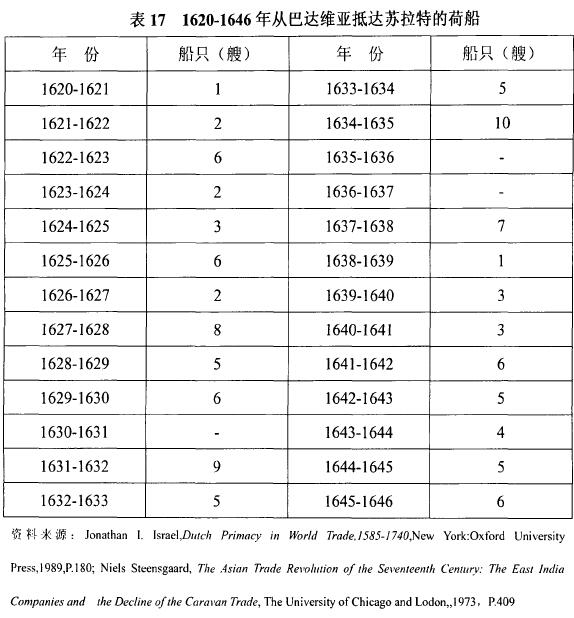 表 17 1620-1646 年从巴达维亚抵达苏拉特的荷船
年 份 船只（艘） 年 份 船只（艘）
1620-1621 1 1633-1634 5
1621-1622 2 1634-1635 10
1622-1623 6 1635-1636 -
1623-1624 2 1636-1637 -
1624-1625 3 1637-1638 7
1625-1626 6 1638-1639 1
1626-1627 2 1639-1640 3
1627-1628 8 1640-1641 3
1628-1629 5 1641-1642 6
1629-1630 6 1642-1643 5
1630-1631 - 1643-1644 4
1631-1632 9 1644-1645 5
1632-1633 5 1645-1646 6
资料来源：Jonathan I. Israel,Dutch Primacy in World Trade,1585-1740,New York:Oxford University
Press,1989,P.180; Niels Steensgaard, The Asian Trade Revolution of the Seventeenth Century: The East India
Companies and the Decline of the Caravan Trade, The University of Chicago and Lodon,,1973，P.409